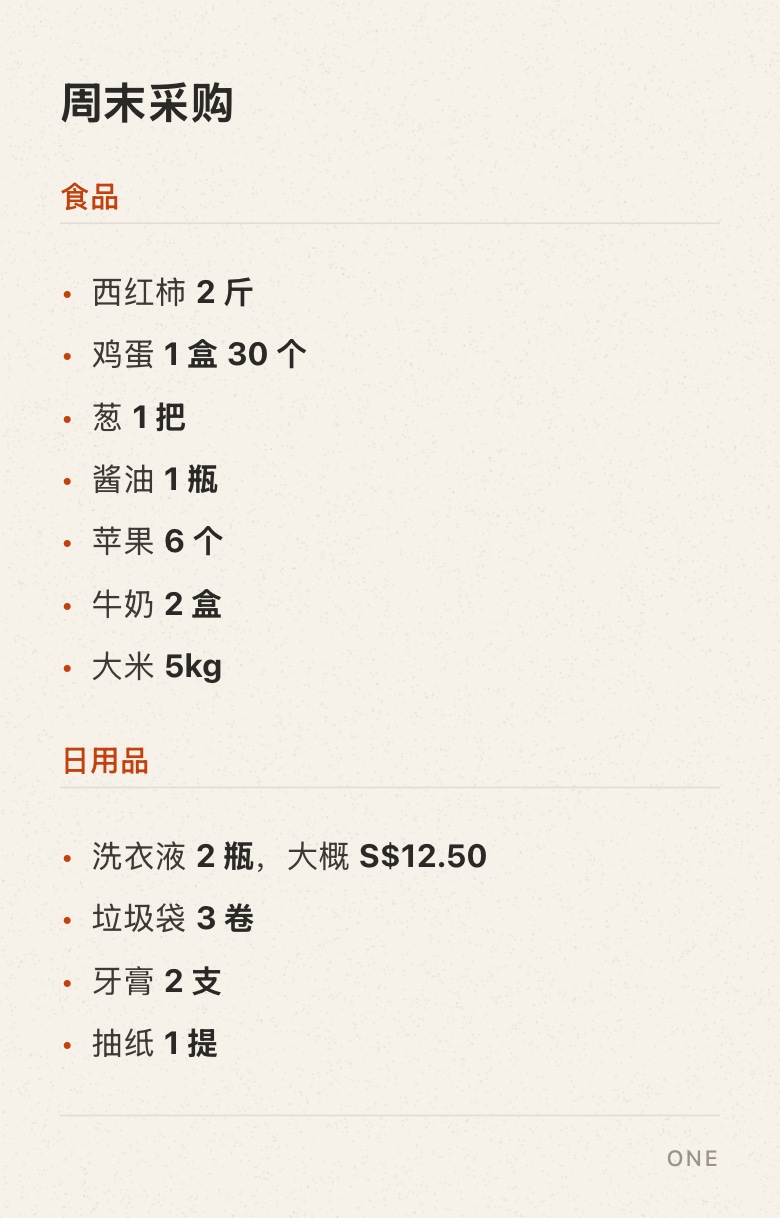 周末采购
食品
• 西红柿 2 斤
• 鸡蛋 1 盒 30 个
• 葱 1 把
• 酱油 1 瓶
• 苹果 6 个
• 牛奶 2 盒
• 大米 5kg
日用品
• 洗衣液 2 瓶，大概 S$12.50
• 垃圾袋 3 卷
• 牙膏 2 支
• 抽纸 1 提
ONE